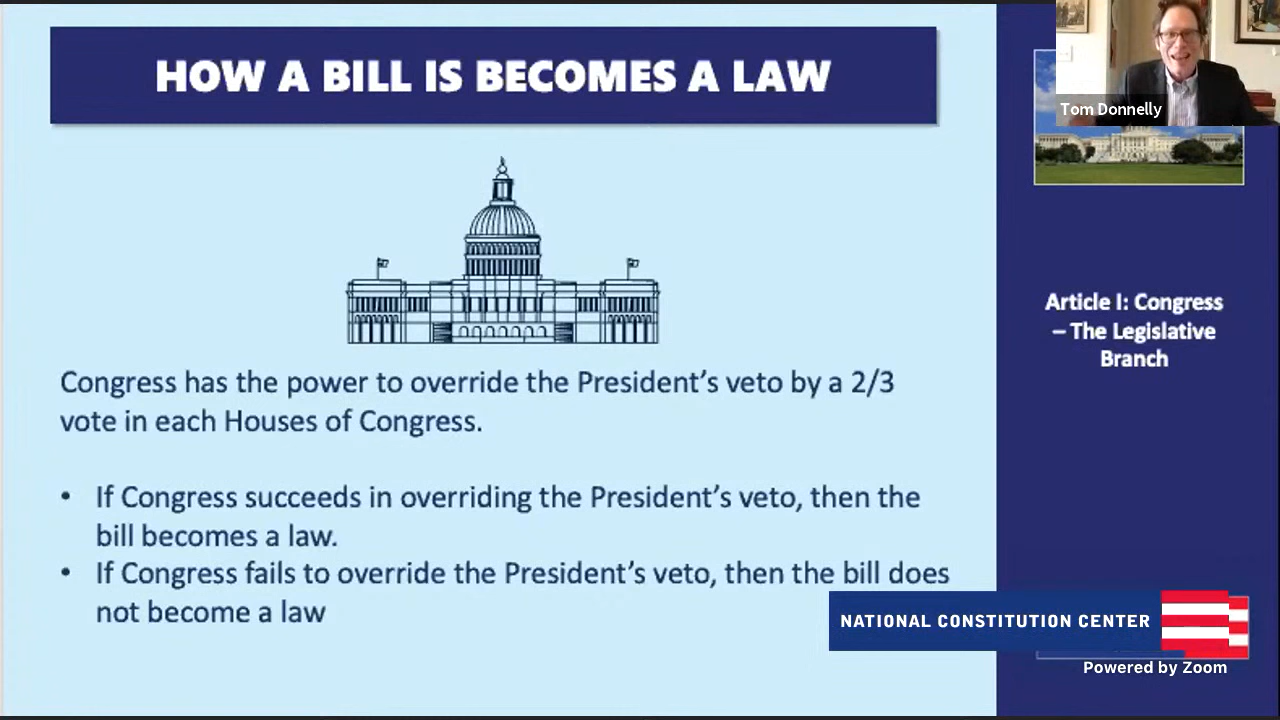 HOW A BILL IS BECOMES A LAW
Congress has the power to override the President's veto by a 2/3
vote in each Houses of Congress.
• If Congress succeeds in overriding the President's veto, then the
bill becomes a law.
• If Congress fails to override the President's veto, then the bill does
not become a law
Tom Donnelly
Article I: Congress
– The Legislative
Branch
NATIONAL CONSTITUTION CENTER
Powered by Zoom